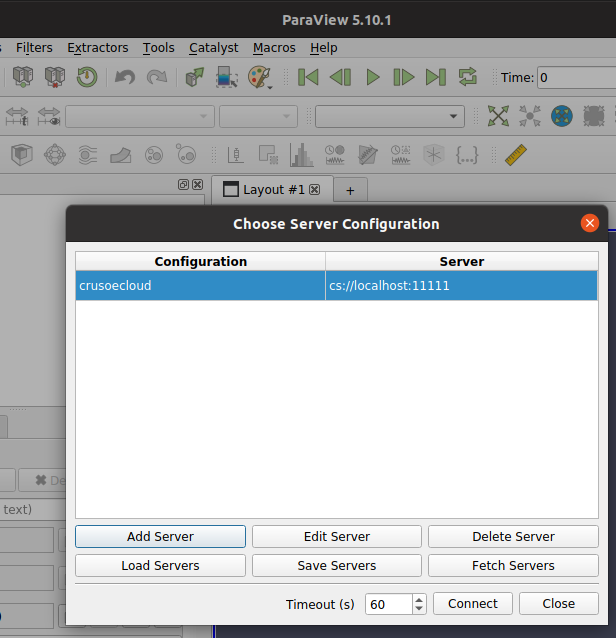 ParaView 5.10.1
Filters Extractors Tools Catalyst Macros Help
Time: 0
Layout #1
+
Choose Server Configuration
Configuration Server
crusoecloud cs://localhost:11111
text)
Add Server Edit Server Delete Server
Load Servers Save Servers Fetch Servers
Timeout (s) 60 Connect Close